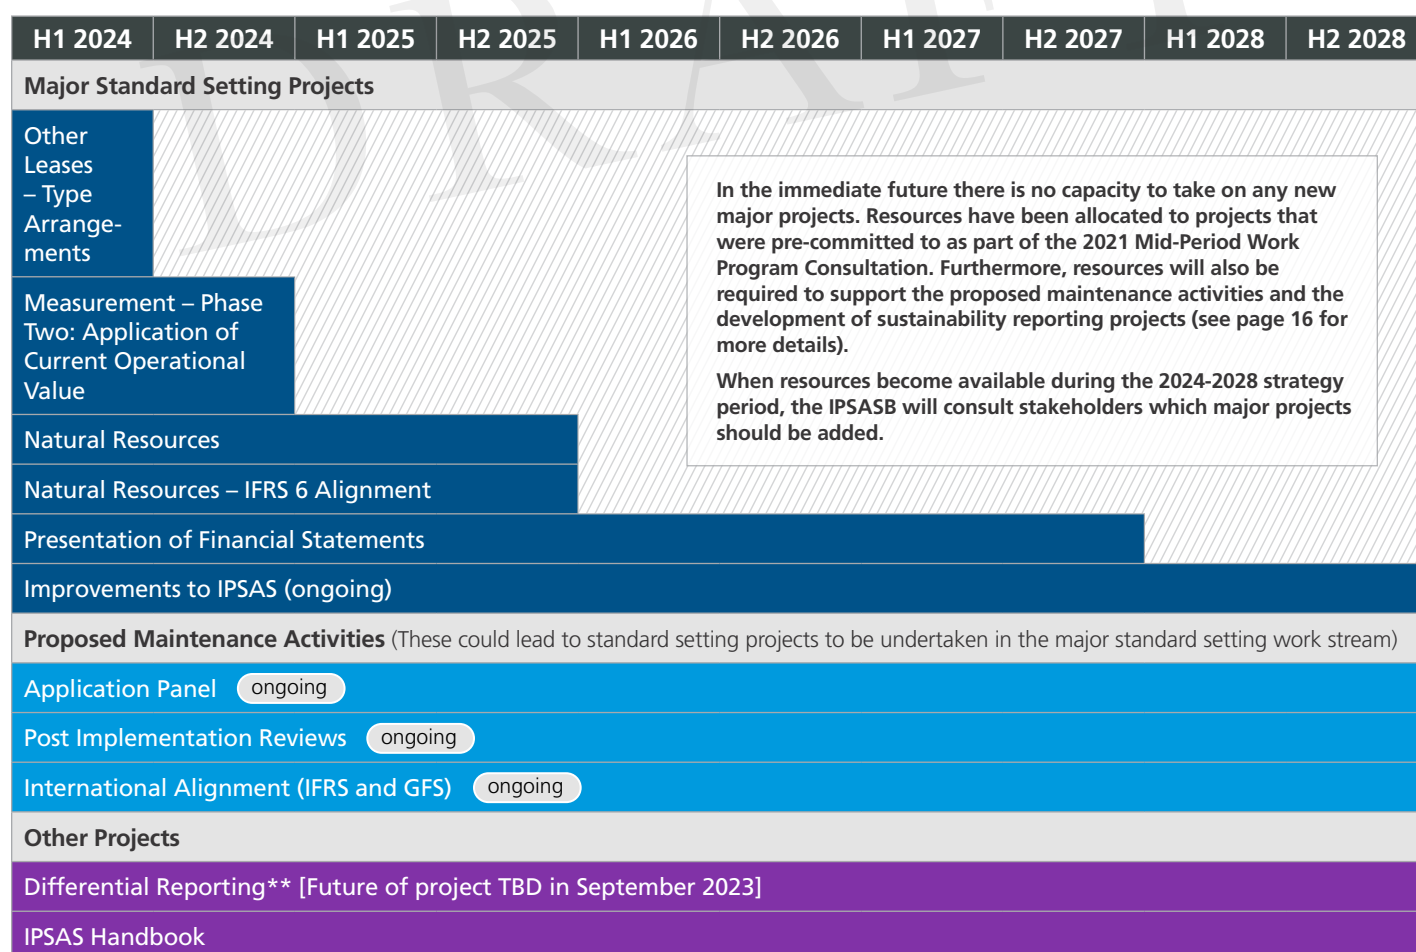 H1 2024 H2 2024 H1 2025 H2 2025 H1 2026 H2 2026 H1 2027 H2 2027 H1 2028 H2 2028
Major Standard Setting Projects
Other
Leases
– Type
Arrange-
ments
Measurement – Phase
Two: Application of
Current Operational
Value
Natural Resources
Natural Resources – IFRS 6 Alignment
Presentation of Financial Statements
Improvements to IPSAS (ongoing)
In the immediate future there is no capacity to take on any new
major projects. Resources have been allocated to projects that
were pre-committed to as part of the 2021 Mid-Period Work
Program Consultation. Furthermore, resources will also be
required to support the proposed maintenance activities and the
development of sustainability reporting projects (see page 16 for
more details).
When resources become available during the 2024-2028 strategy
period, the IPSASB will consult stakeholders which major projects
should be added.
Proposed Maintenance Activities (These could lead to standard setting projects to be undertaken in the major standard setting work stream)
Application Panel ongoing
Post Implementation Reviews ongoing
International Alignment (IFRS and GFS) ongoing
Other Projects
Differential Reporting** [Future of project TBD in September 2023]
IPSAS Handbook
DRAFT